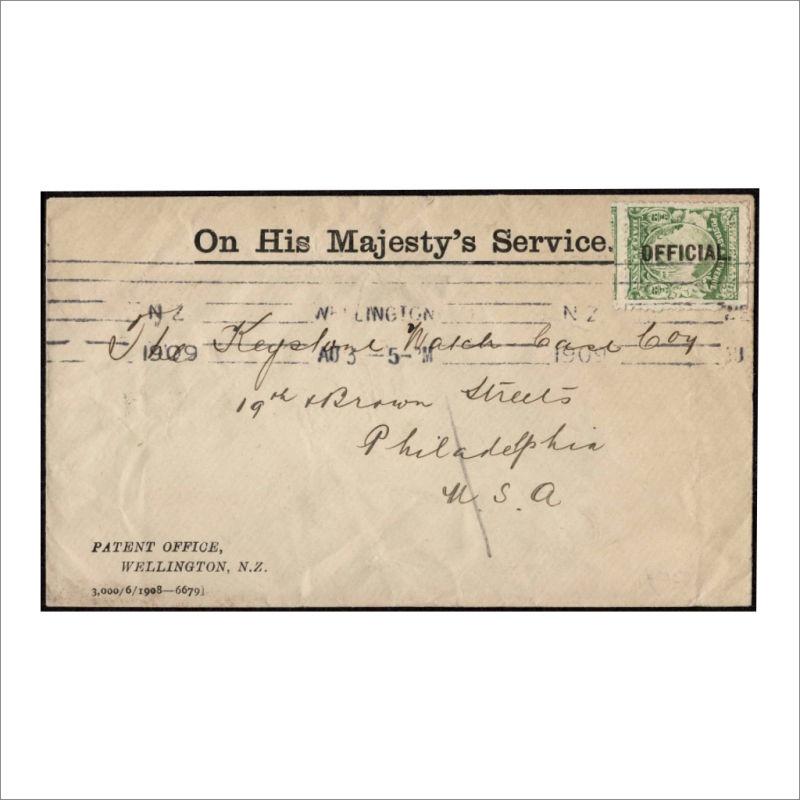 On His Majesty's Service.
OFFICIAL
N Z WELLINGTON N Z
1909 AU 3 5- M 1909
The Keystone Watch Case Coy
19th & Brown Streets
Philadelphia
U. S. A
PATENT OFFICE,
WELLINGTON, N.Z.
3,000/6/1908—6679]